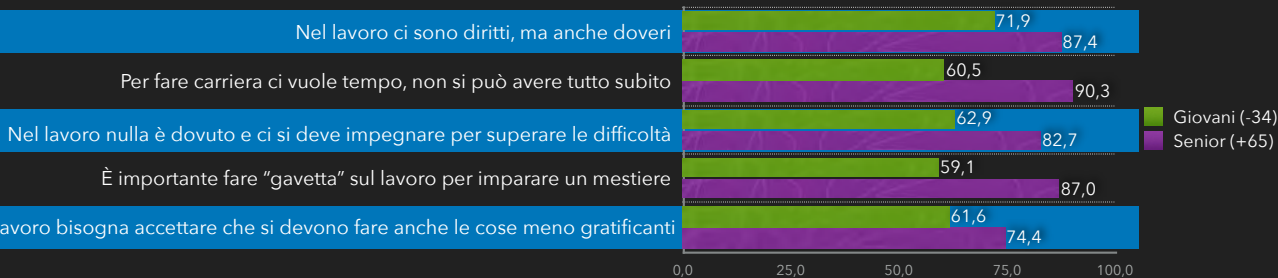 Nel lavoro ci sono diritti, ma anche doveri
71,9
87,4
Per fare carriera ci vuole tempo, non si può avere tutto subito
60,5
90,3
Nel lavoro nulla è dovuto e ci si deve impegnare per superare le difficoltà
62,9
82,7
Giovani (-34)
Senior (+65)
È importante fare “gavetta” sul lavoro per imparare un mestiere
59,1
87,0
avoro bisogna accettare che si devono fare anche le cose meno gratificanti
61,6
74,4
0,0 25,0 50,0 75,0 100,0